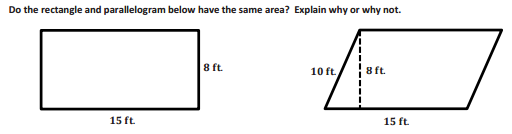 Do the rectangle and parallelogram below have the same area? Explain why or why not.
8 ft.
15 ft.
10 ft.
8 ft.
15 ft.